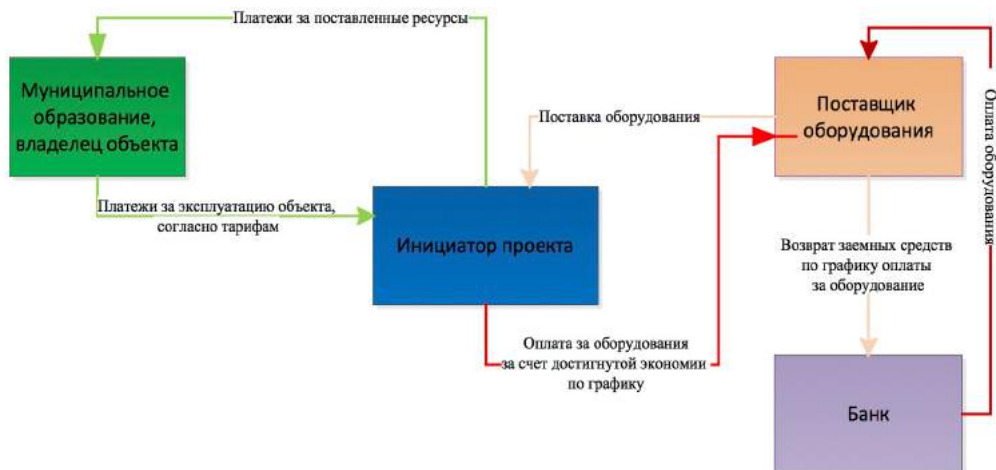 Платежи за поставленные ресурсы
Муниципальное
образование,
владелец объекта
Поставщик
оборудования
Оплата оборудования
Поставка оборудования
Платежи за эксплуатацию объекта,
согласно тарифам
Инициатор проекта
Возврат заемных средств
по графику оплаты
за оборудование
Оплата за оборудования
за счет достигнутой экономии
по графику
Банк